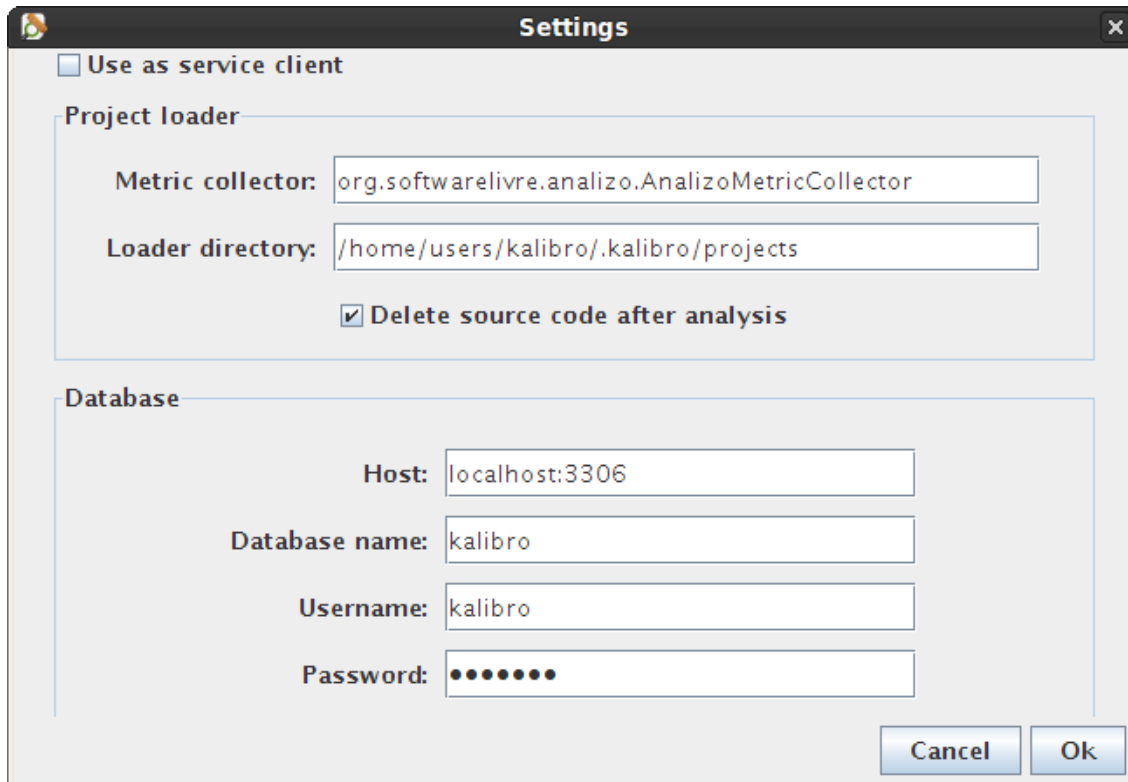 Settings
Use as service client
Project loader
Metric collector: org.softwarelivre.analizo.AnalizoMetricCollector
Loader directory: /home/users/kalibro/.kalibro/projects
Delete source code after analysis
Database
Host: localhost:3306
Database name: kalibro
Username: kalibro
Password: •••••••
Cancel Ok